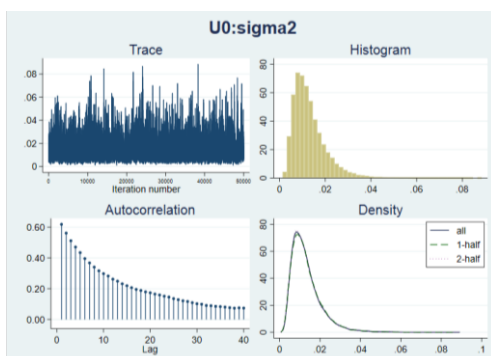 U0:sigma2
Trace
.08
.06
.04
.02
0
0 10000 20000 30000 40000 50000
Iteration number
Histogram
80
60
40
20
0
0 .02 .04 .06 .08
Autocorrelation
0.60
0.40
0.20
0.00
0 10 20 30 40
Lag
Density
80
60
40
20
0
all
1-half
2-half
0 .02 .04 .06 .08 .1